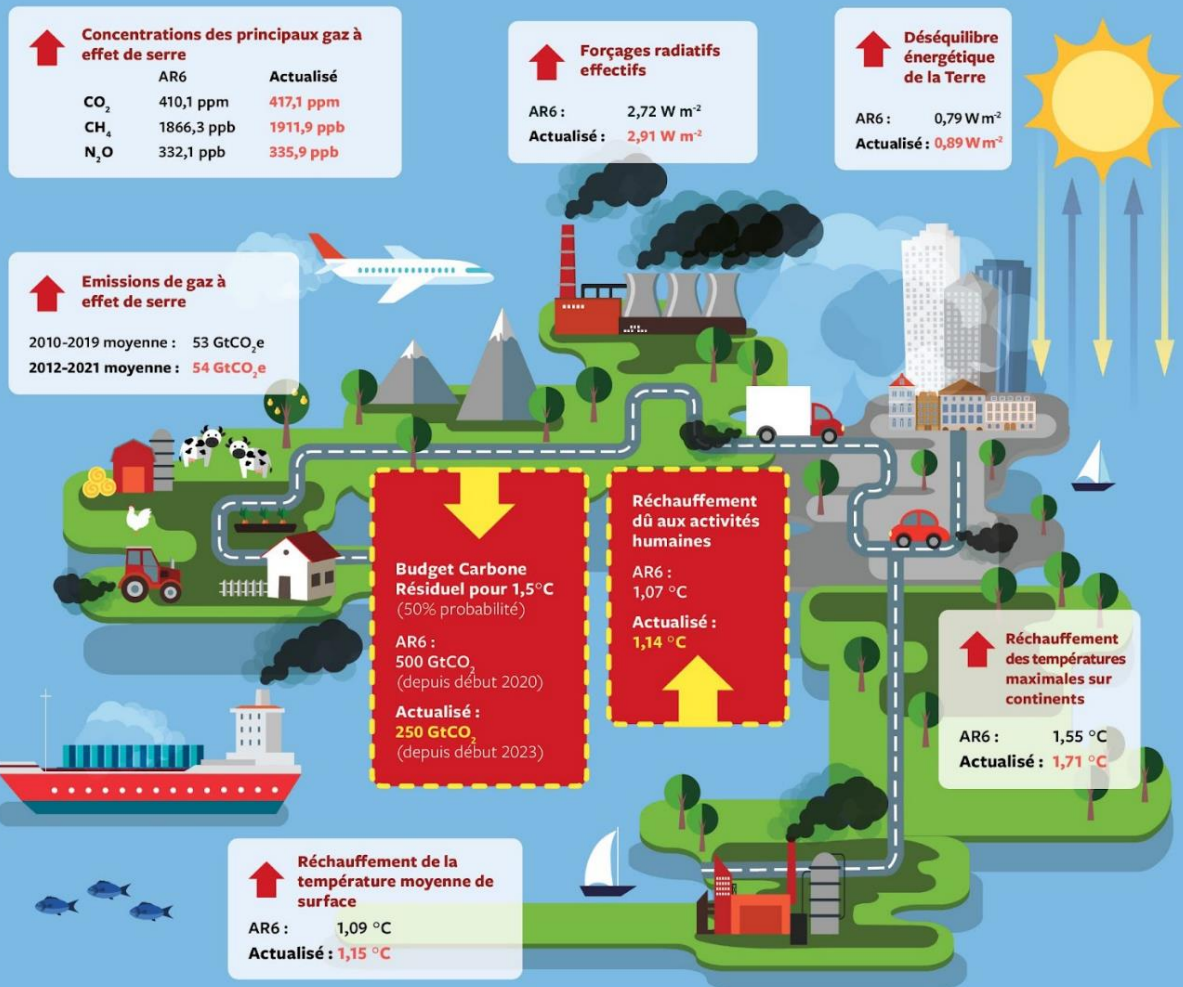 Concentrations des principaux gaz à
effet de serre
AR6 Actualisé
CO₂ 410,1 ppm 417,1 ppm
CH₄ 1866,3 ppb 1911,9 ppb
N₂O 332,1 ppb 335,9 ppb
Forçages radiatifs
effectifs
AR6 : 2,72 W m⁻²
Actualisé : 2,91 W m⁻²
Déséquilibre
énergétique
de la Terre
AR6 : 0,79 W m⁻²
Actualisé : 0,89 W m⁻²
Emissions de gaz à
effet de serre
2010-2019 moyenne : 53 GtCO₂e
2012-2021 moyenne : 54 GtCO₂e
Budget Carbone
Résiduel pour 1,5°C
(50% probabilité)
AR6 :
500 GtCO₂
(depuis début 2020)
Actualisé :
250 GtCO₂
(depuis début 2023)
Réchauffement
dû aux activités
humaines
AR6 :
1,07 °C
Actualisé :
1,14 °C
Réchauffement
des températures
maximales sur
continents
AR6 : 1,55 °C
Actualisé : 1,71 °C
Réchauffement de la
température moyenne de
surface
AR6 : 1,09 °C
Actualisé : 1,15 °C